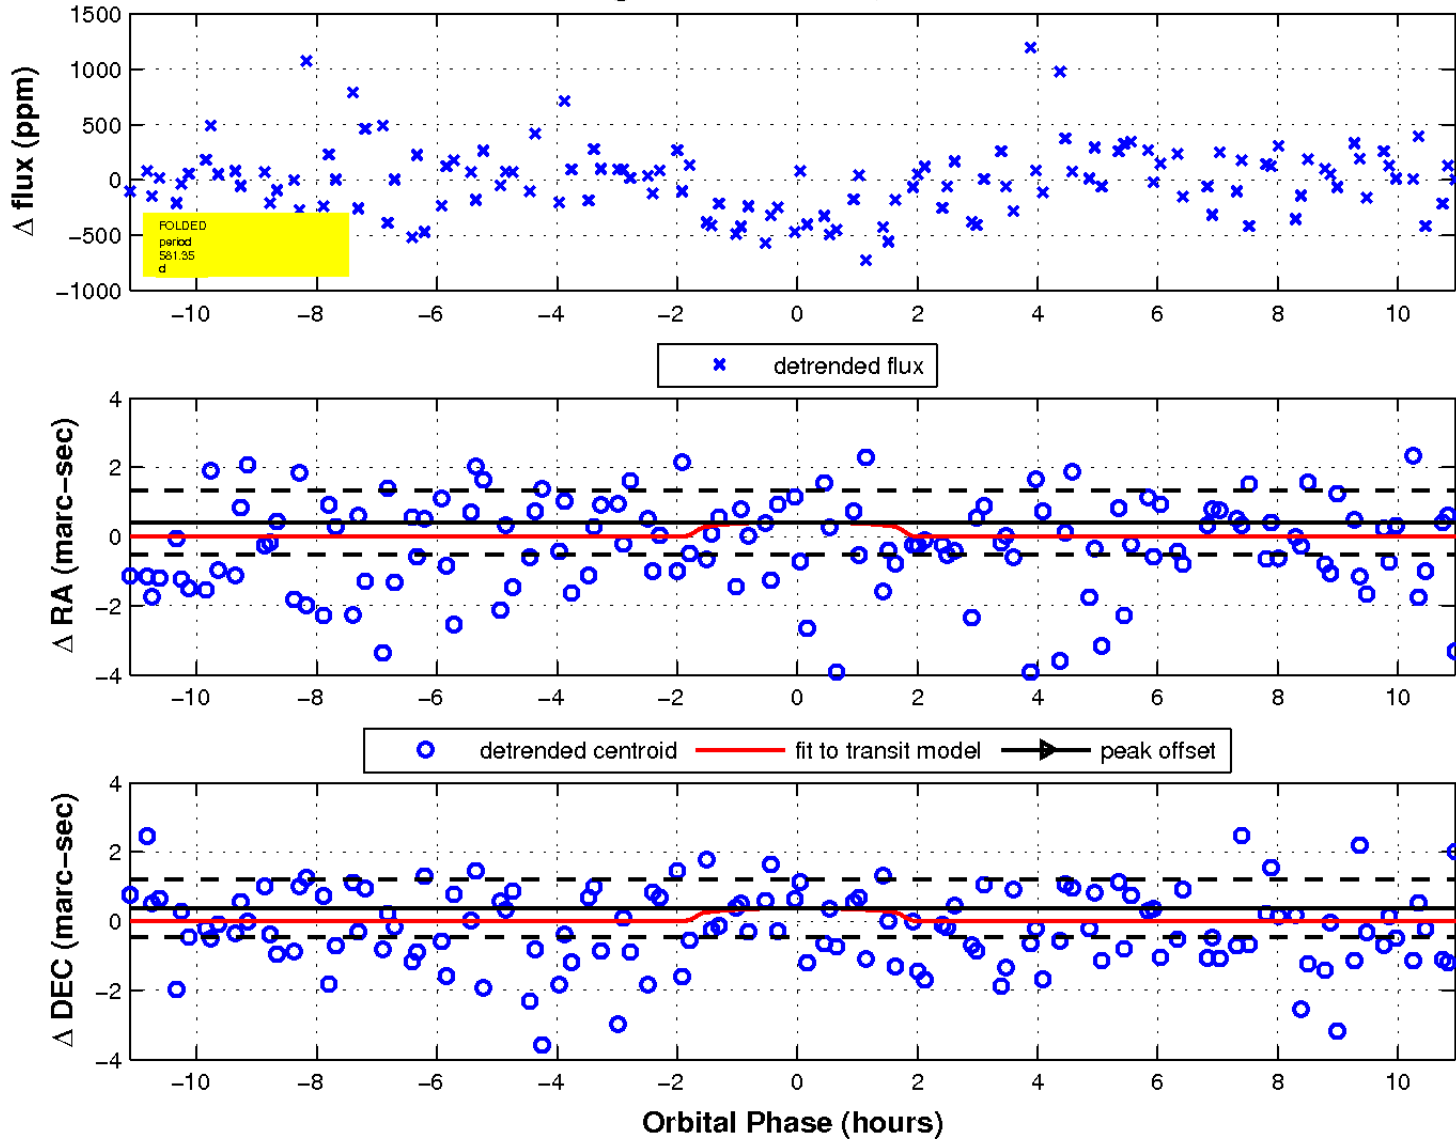 1500
1000
500
0
−500
−1000
Δ flux (ppm)
FOLDED
period
581.35
d
−10 −8 −6 −4 −2 0 2 4 6 8 10
detrended flux
4
2
0
−2
−4
Δ RA (marc−sec)
−10 −8 −6 −4 −2 0 2 4 6 8 10
detrended centroid fit to transit model peak offset
4
2
0
−2
−4
Δ DEC (marc−sec)
−10 −8 −6 −4 −2 0 2 4 6 8 10
Orbital Phase (hours)